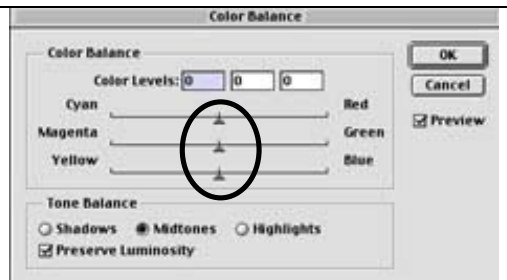 Color Balance
Color Balance
OK
Color Levels: 0 0 0
Cancel
Cyan Red
Preview
Magenta Green
Yellow Blue
Tone Balance
Shadows Midtones Highlights
Preserve Luminosity